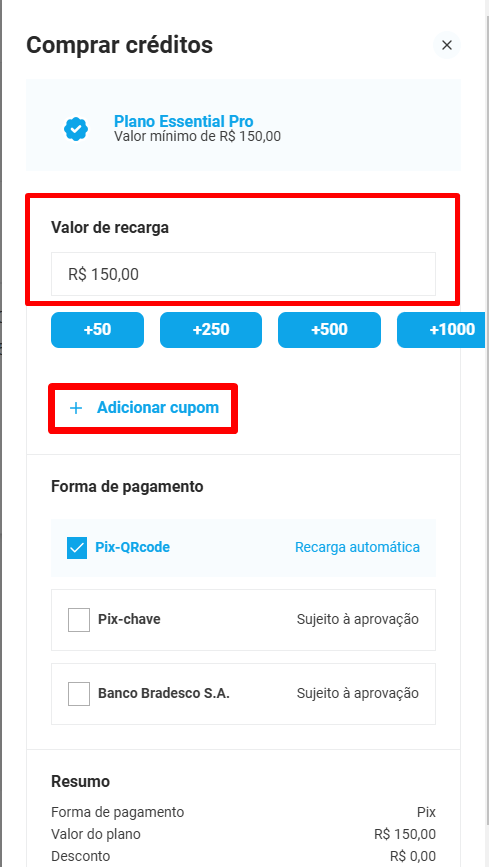 Comprar créditos
Plano Essential Pro
Valor mínimo de R$ 150,00
Valor de recarga
R$ 150,00
+50 +250 +500 +1000
+ Adicionar cupom
Forma de pagamento
Pix-QRcode Recarga automática
Pix-chave Sujeito à aprovação
Banco Bradesco S.A. Sujeito à aprovação
Resumo
Forma de pagamento Pix
Valor do plano R$ 150,00
Desconto R$ 0,00